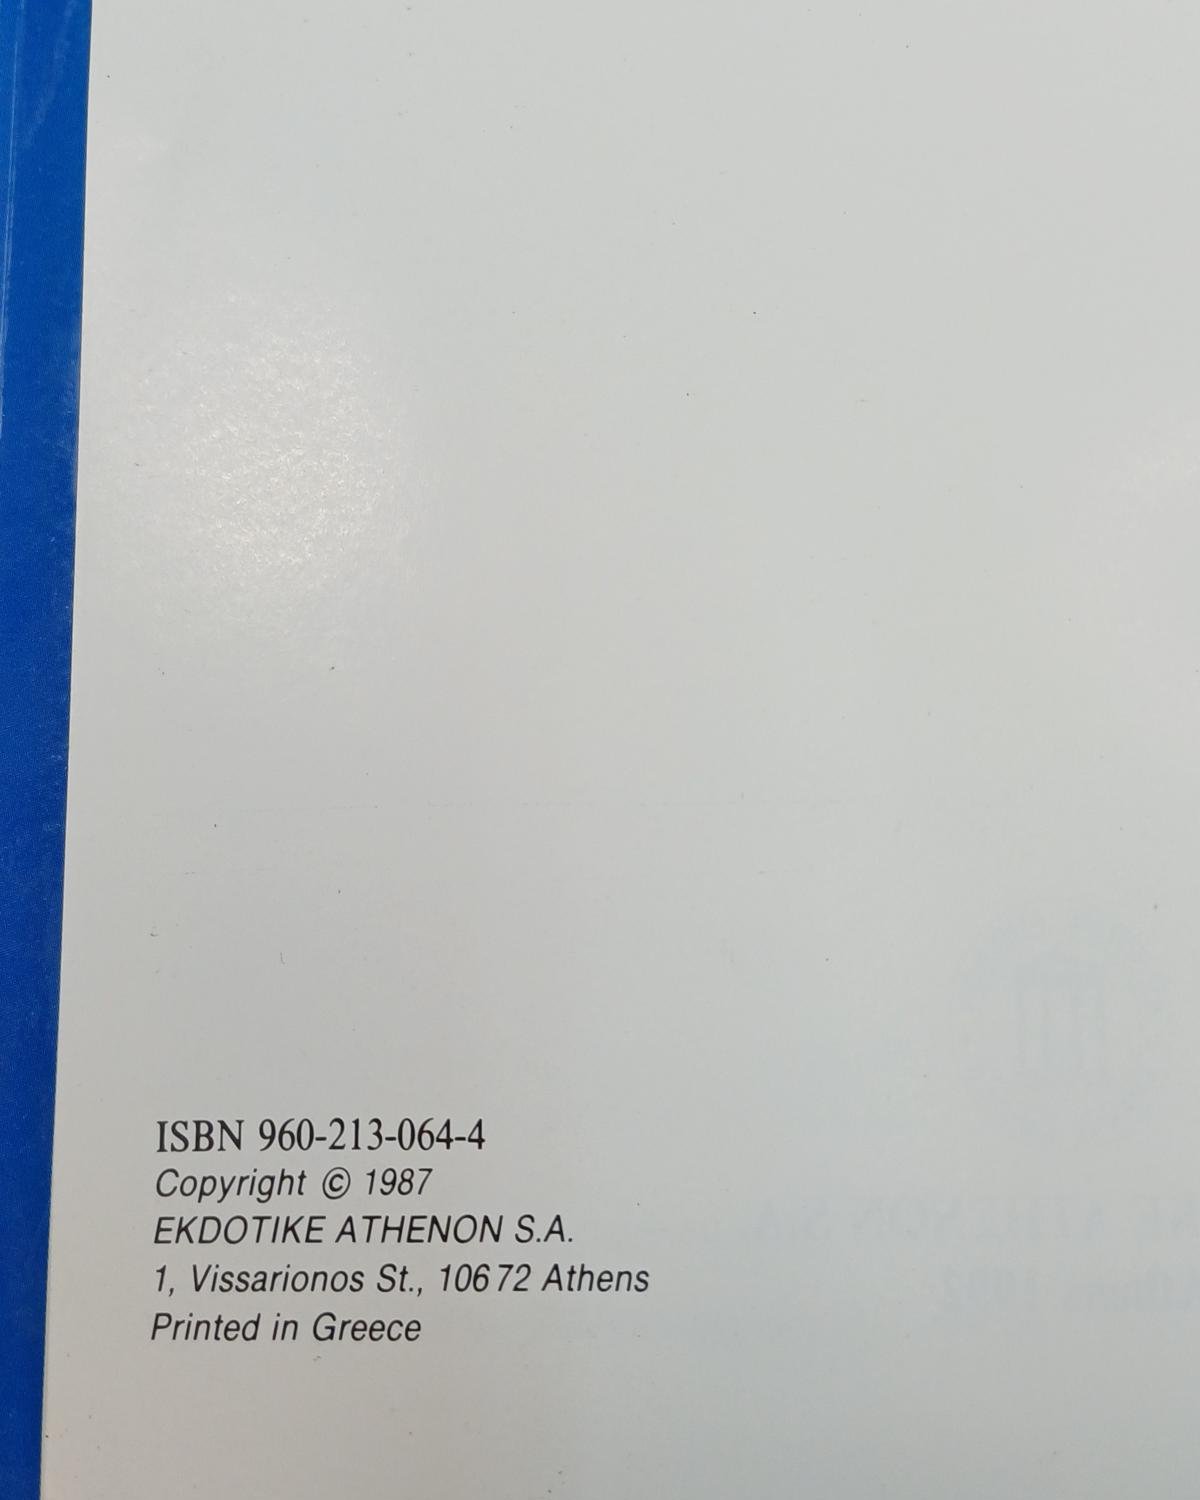 ISBN 960-213-064-4
Copyright © 1987
EKDOTIKE ATHENON S.A.
1, Vissarionos St., 106 72 Athens
Printed in Greece